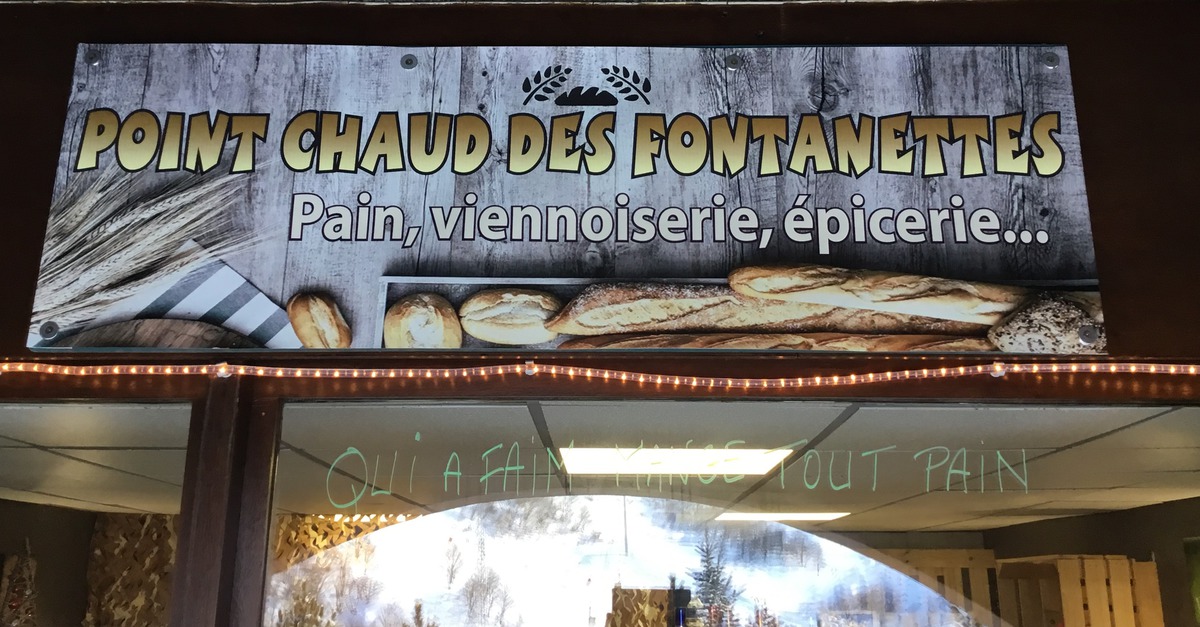 POINT CHAUD DES FONTANETTES
Pain, viennoiserie, épicerie...
QUi A FAiM MANGE TOUT PAiN